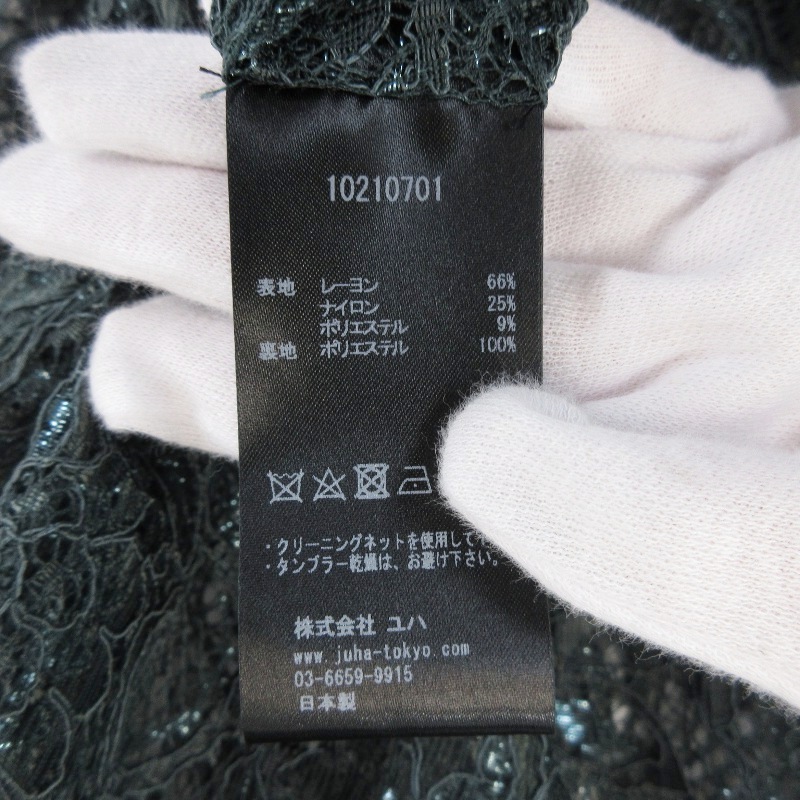 10210701
表地 レーヨン 66%
ナイロン 25%
ポリエステル 9%
裏地 ポリエステル 100%
・クリーニングネットを使用して
・タンブラー乾燥は、お避け下さい。
株式会社 ユハ
www.juha-tokyo.com
03-6659-9915
日本製